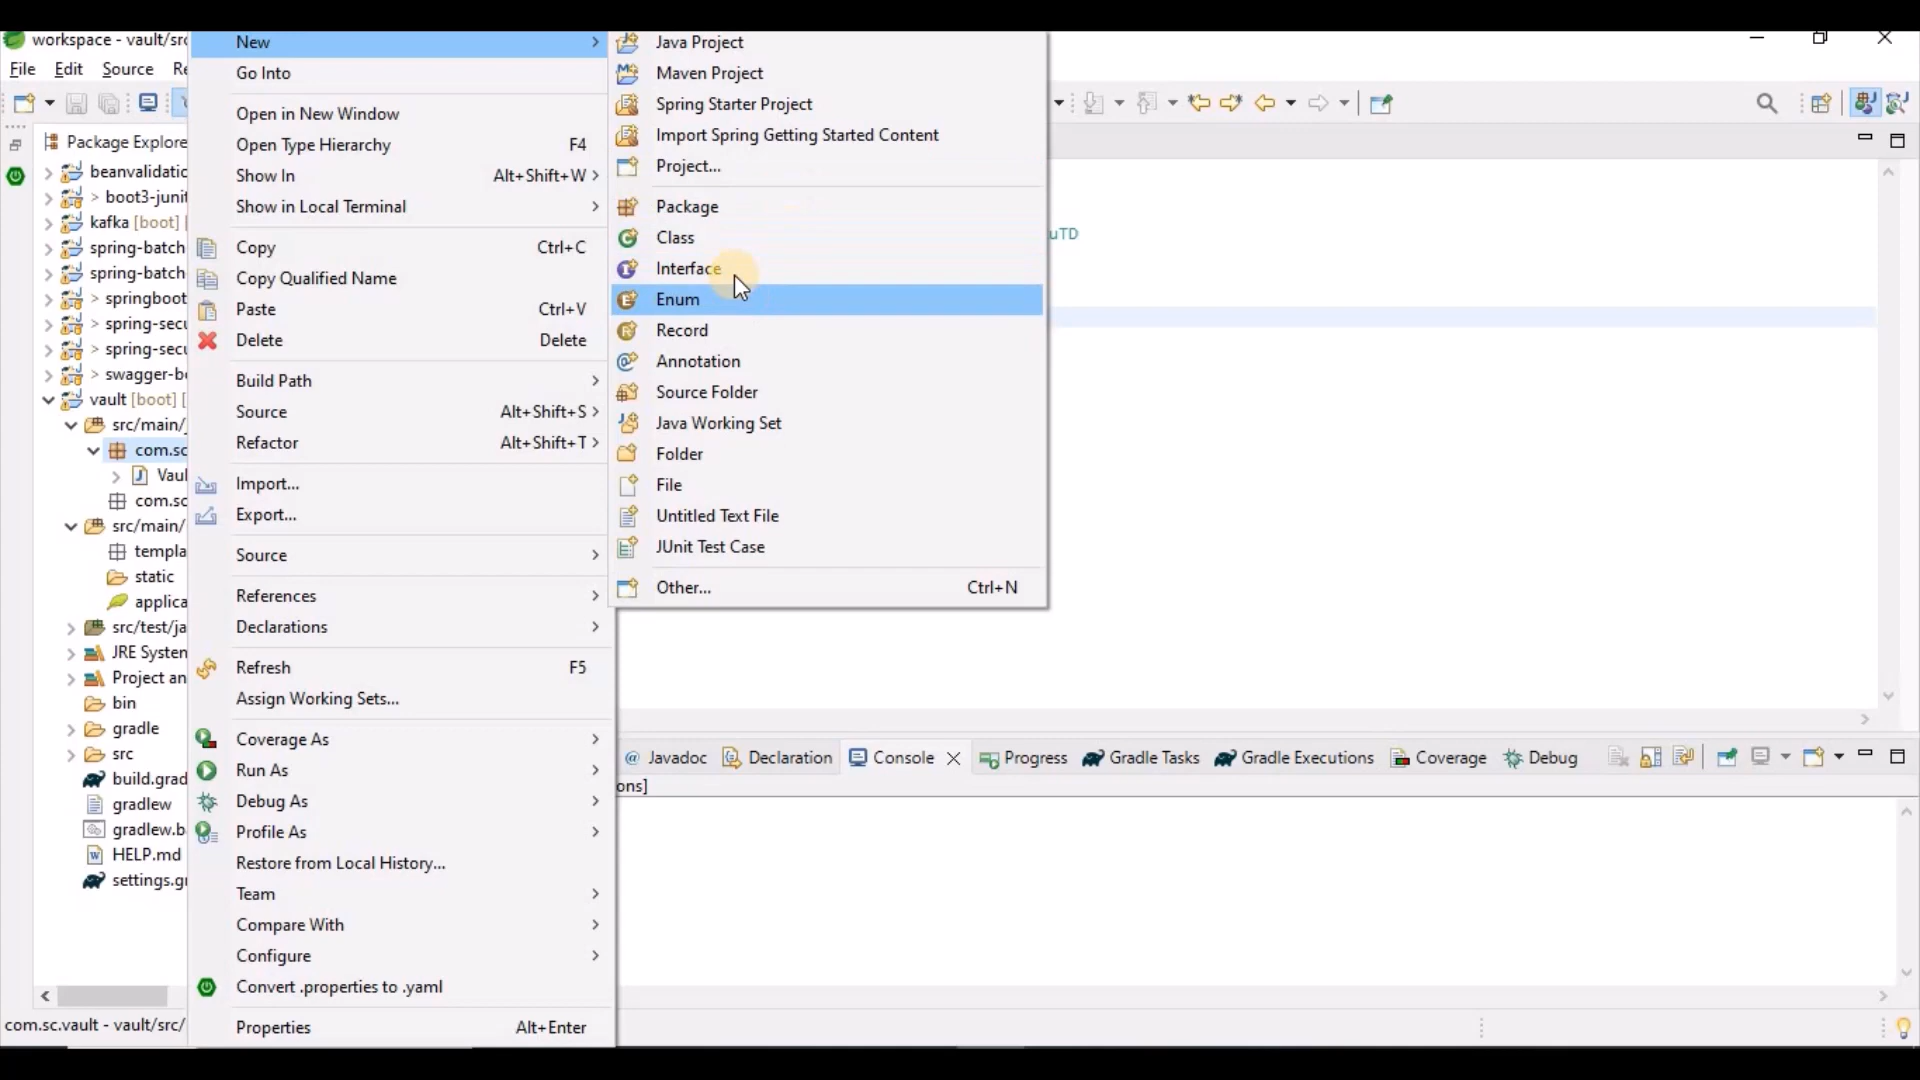 workspace - vault/src
File Edit Source Re
Package Explore
beanvalidatio
> boot3-junit
kafka [boot] [
spring-batch
spring-batch
> springboot
> spring-secu
> spring-secu
> swagger-bo
vault [boot] [
src/main/j
com.sc
Vaul
com.sc
src/main/
templa
static
applica
src/test/ja
JRE System
Project an
bin
gradle
src
build.grad
gradlew
gradlew.b
HELP.md
settings.gr
com.sc.vault - vault/src/
New
Go Into
Open in New Window
Open Type Hierarchy F4
Show In Alt+Shift+W
Show in Local Terminal
Copy Ctrl+C
Copy Qualified Name
Paste Ctrl+V
Delete Delete
Build Path
Source Alt+Shift+S
Refactor Alt+Shift+T
Import...
Export...
Source
References
Declarations
Refresh F5
Assign Working Sets...
Coverage As
Run As
Debug As
Profile As
Restore from Local History...
Team
Compare With
Configure
Convert .properties to .yaml
Properties Alt+Enter
Java Project
Maven Project
Spring Starter Project
Import Spring Getting Started Content
Project...
Package
Class
Interface
Enum
Record
Annotation
Source Folder
Java Working Set
Folder
File
Untitled Text File
JUnit Test Case
Other... Ctrl+N
uTD
Javadoc Declaration Console Progress Gradle Tasks Gradle Executions Coverage Debug
ons]